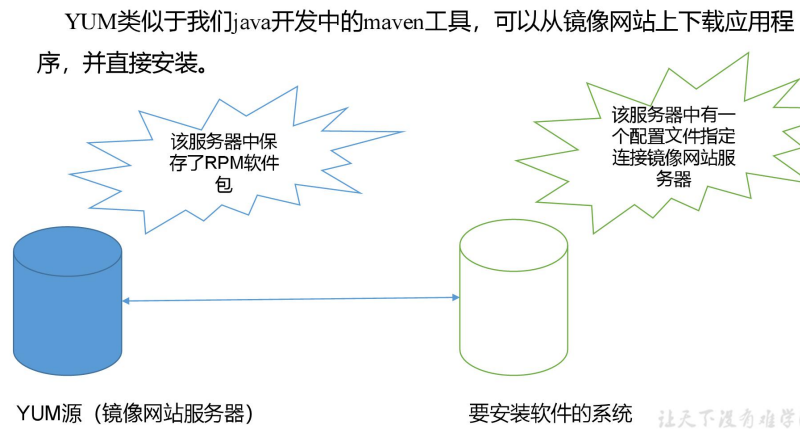 YUM类似于我们java开发中的maven工具，可以从镜像网站上下载应用程
序，并直接安装。
该服务器中保
存了RPM软件
包
该服务器中有一
个配置文件指定
连接镜像网站服
务器
YUM源（镜像网站服务器）
要安装软件的系统
让天下没有难学